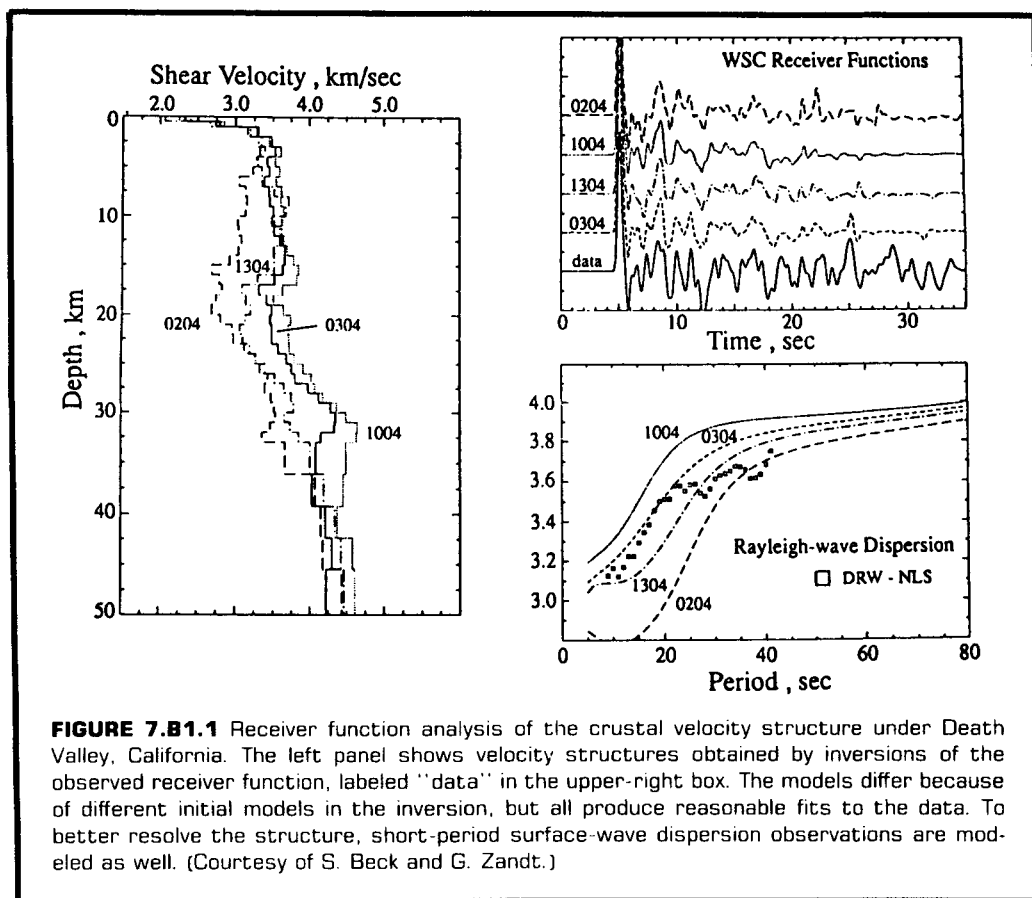 Shear Velocity , km/sec
2.0 3.0 4.0 5.0
0
10
20
30
40
50
Depth , km
1304
0204
0304
1004
WSC Receiver Functions
0204
1004
1304
0304
data
0 10 20 30
Time , sec
4.0
3.8
3.6
3.4
3.2
3.0
1004
0304
1304
0204
Rayleigh-wave Dispersion
DRW - NLS
0 20 40 60 80
Period , sec
FIGURE 7.B1.1 Receiver function analysis of the crustal velocity structure under Death
Valley, California. The left panel shows velocity structures obtained by inversions of the
observed receiver function, labeled "data" in the upper-right box. The models differ because
of different initial models in the inversion, but all produce reasonable fits to the data. To
better resolve the structure, short-period surface-wave dispersion observations are mod-
eled as well. (Courtesy of S. Beck and G. Zandt.)